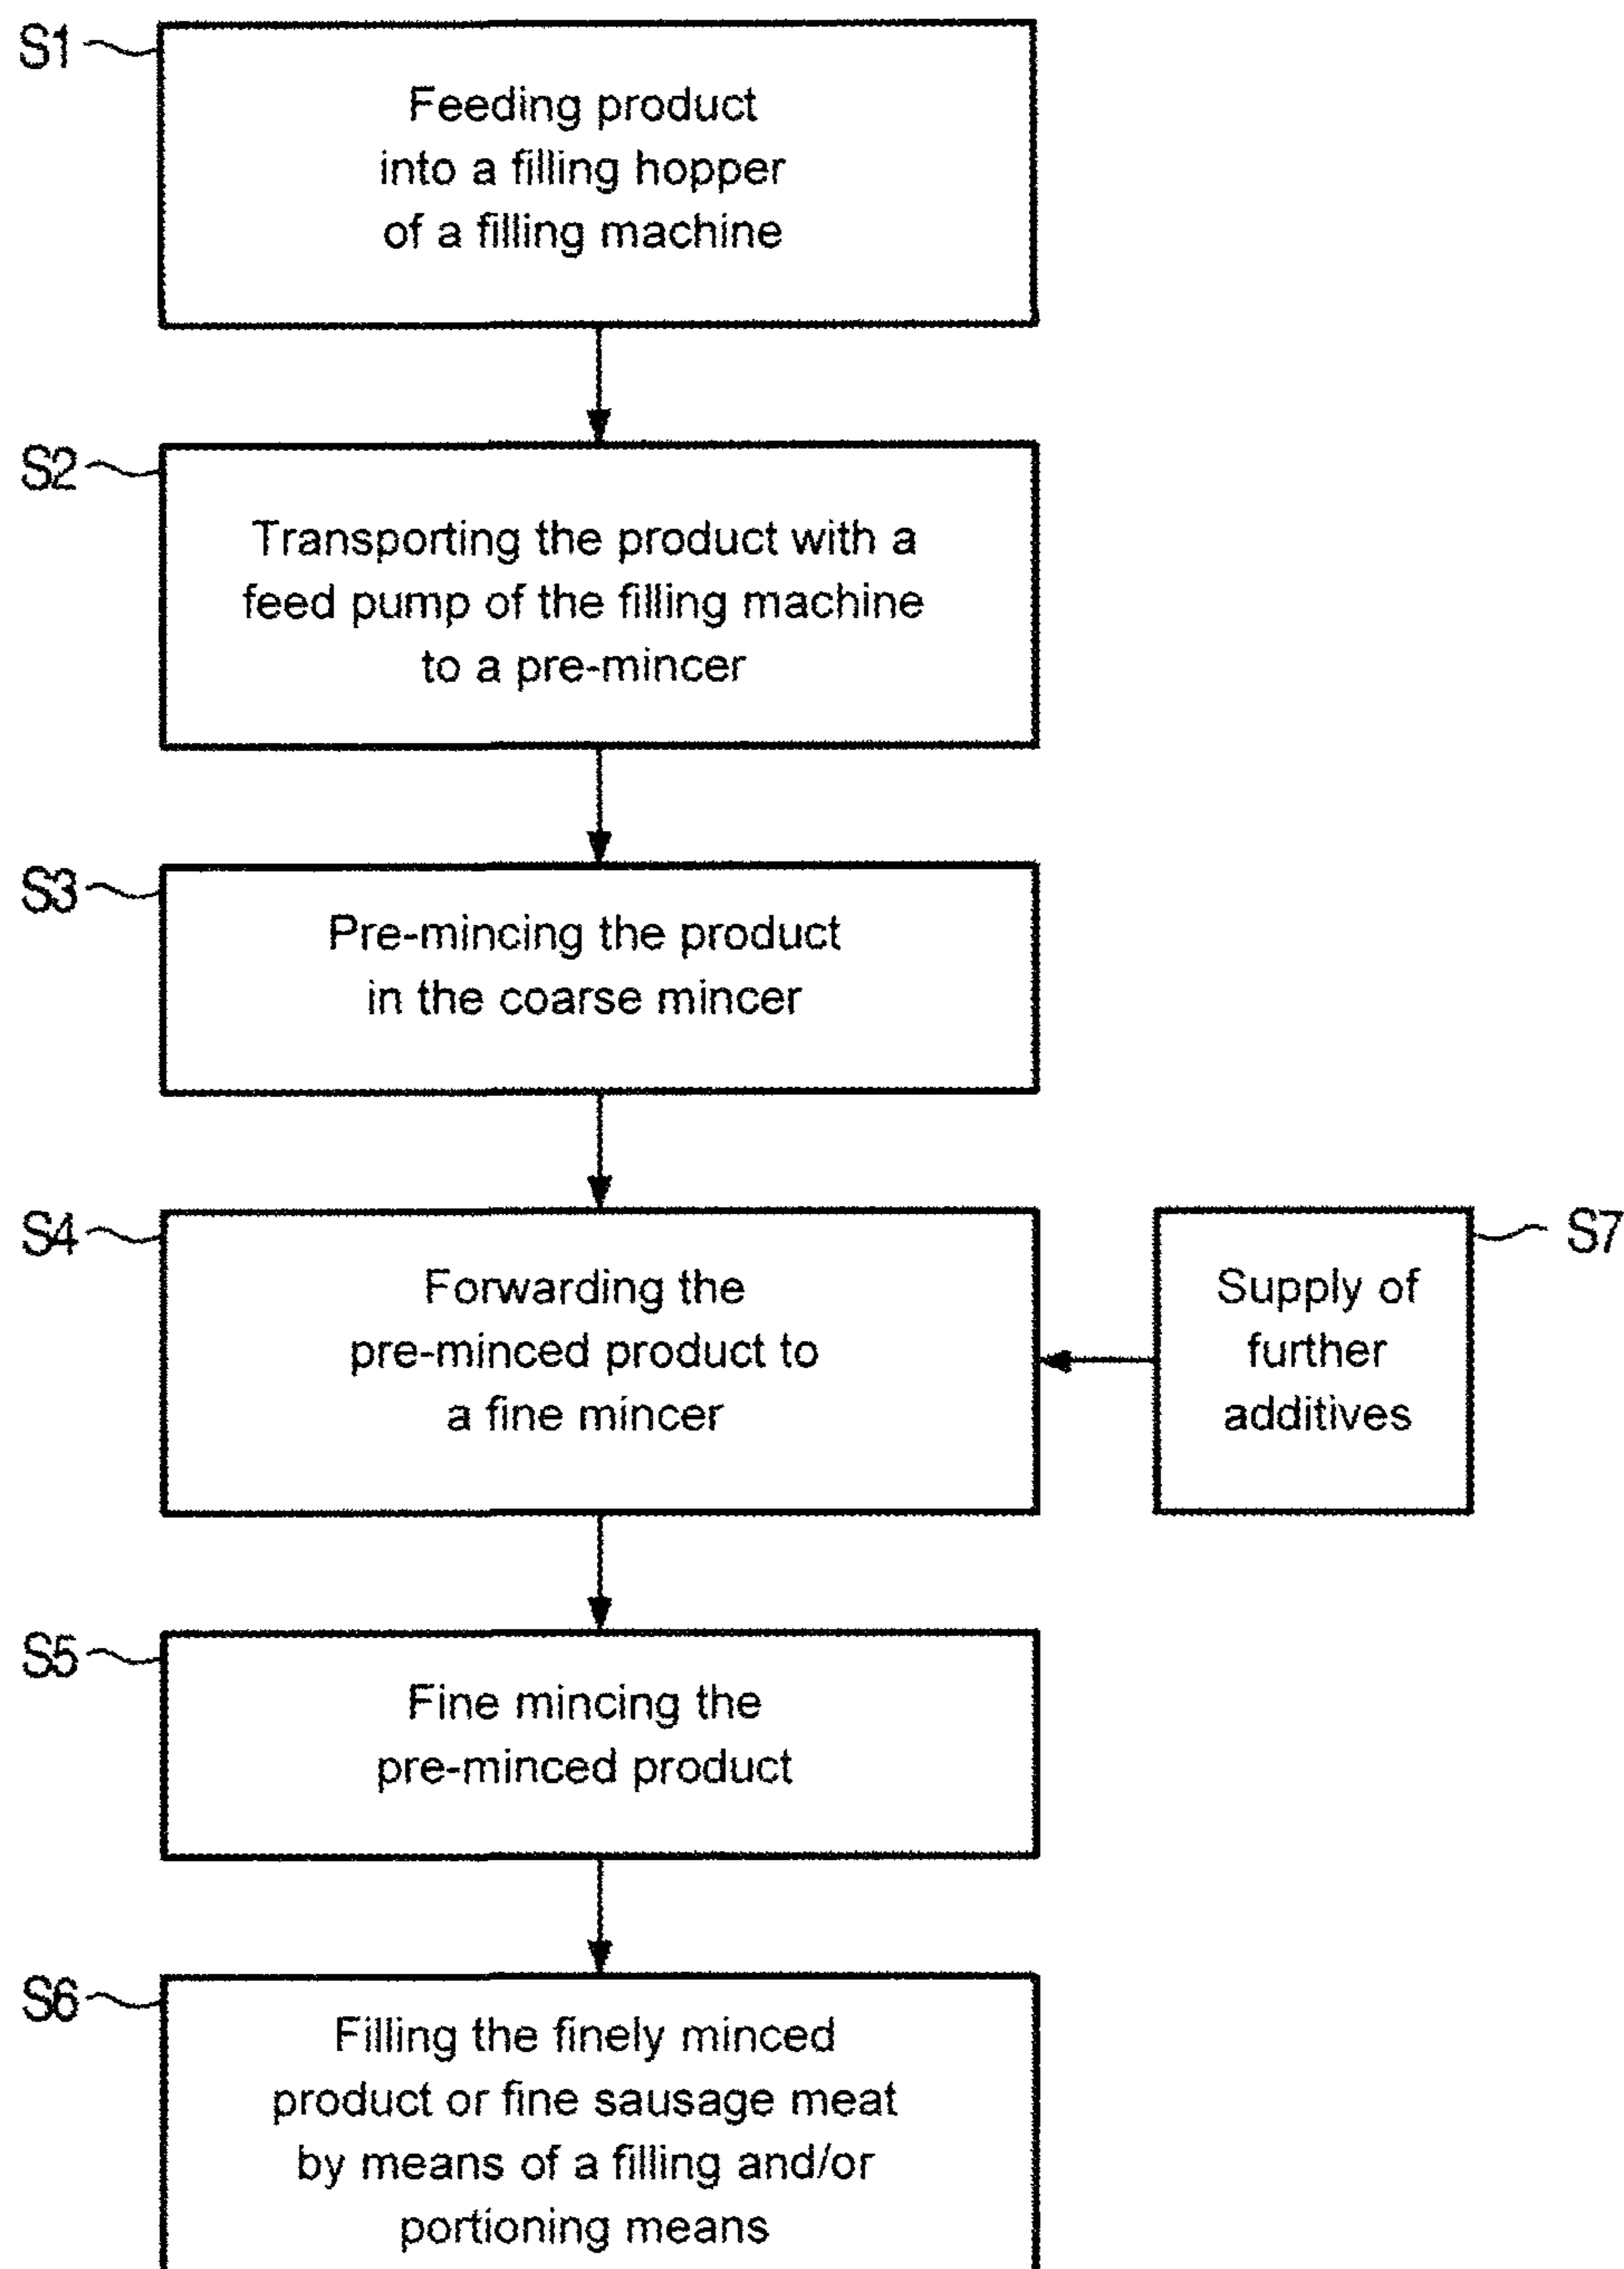 S1
Feeding product
into a filling hopper
of a filling machine
S2
Transporting the product with a
feed pump of the filling machine
to a pre-mincer
S3
Pre-mincing the product
in the coarse mincer
S4
Forwarding the
pre-minced product to
a fine mincer
S7
Supply of
further
additives
S5
Fine mincing the
pre-minced product
S6
Filling the finely minced
product or fine sausage meat
by means of a filling and/or
portioning means